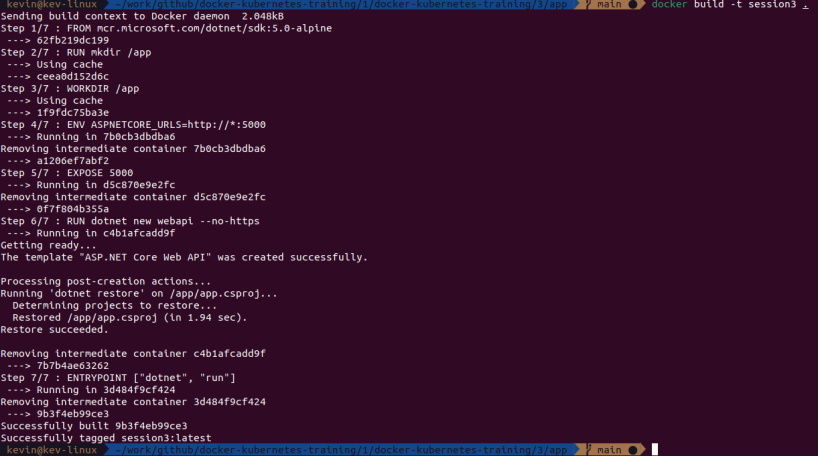 kevin@kev-linux ~/work/github/docker-kubernetes-training/1/docker-kubernetes-training/3/app main ● docker build -t session3 .
Sending build context to Docker daemon  2.048kB
Step 1/7 : FROM mcr.microsoft.com/dotnet/sdk:5.0-alpine
 ---> 62fb219dc199
Step 2/7 : RUN mkdir /app
 ---> Using cache
 ---> ceea0d152d6c
Step 3/7 : WORKDIR /app
 ---> Using cache
 ---> 1f9fdc75ba3e
Step 4/7 : ENV ASPNETCORE_URLS=http://*:5000
 ---> Running in 7b0cb3dbdba6
Removing intermediate container 7b0cb3dbdba6
 ---> a1206ef7abf2
Step 5/7 : EXPOSE 5000
 ---> Running in d5c870e9e2fc
Removing intermediate container d5c870e9e2fc
 ---> 0f7f804b355a
Step 6/7 : RUN dotnet new webapi --no-https
 ---> Running in c4b1afcadd9f
Getting ready...
The template "ASP.NET Core Web API" was created successfully.

Processing post-creation actions...
Running 'dotnet restore' on /app/app.csproj...
  Determining projects to restore...
  Restored /app/app.csproj (in 1.94 sec).
Restore succeeded.

Removing intermediate container c4b1afcadd9f
 ---> 7b7b4ae63262
Step 7/7 : ENTRYPOINT ["dotnet", "run"]
 ---> Running in 3d484f9cf424
Removing intermediate container 3d484f9cf424
 ---> 9b3f4eb99ce3
Successfully built 9b3f4eb99ce3
Successfully tagged session3:latest
kevin@kev-linux ~/work/github/docker-kubernetes-training/1/docker-kubernetes-training/3/app main ●